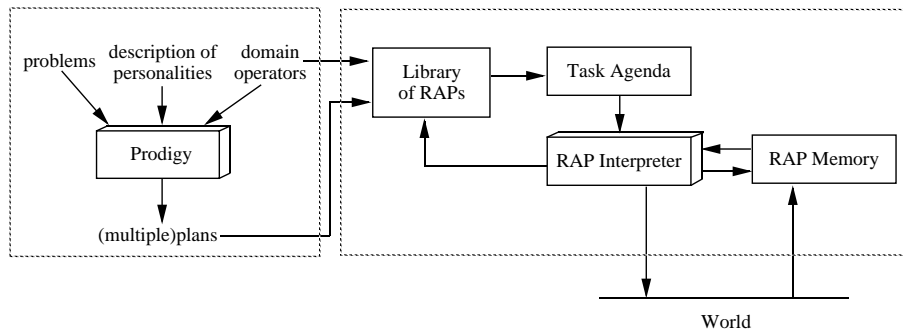 problems
description of
personalities
domain
operators
Prodigy
(multiple)plans
Library
of RAPs
Task Agenda
RAP Interpreter
RAP Memory
World